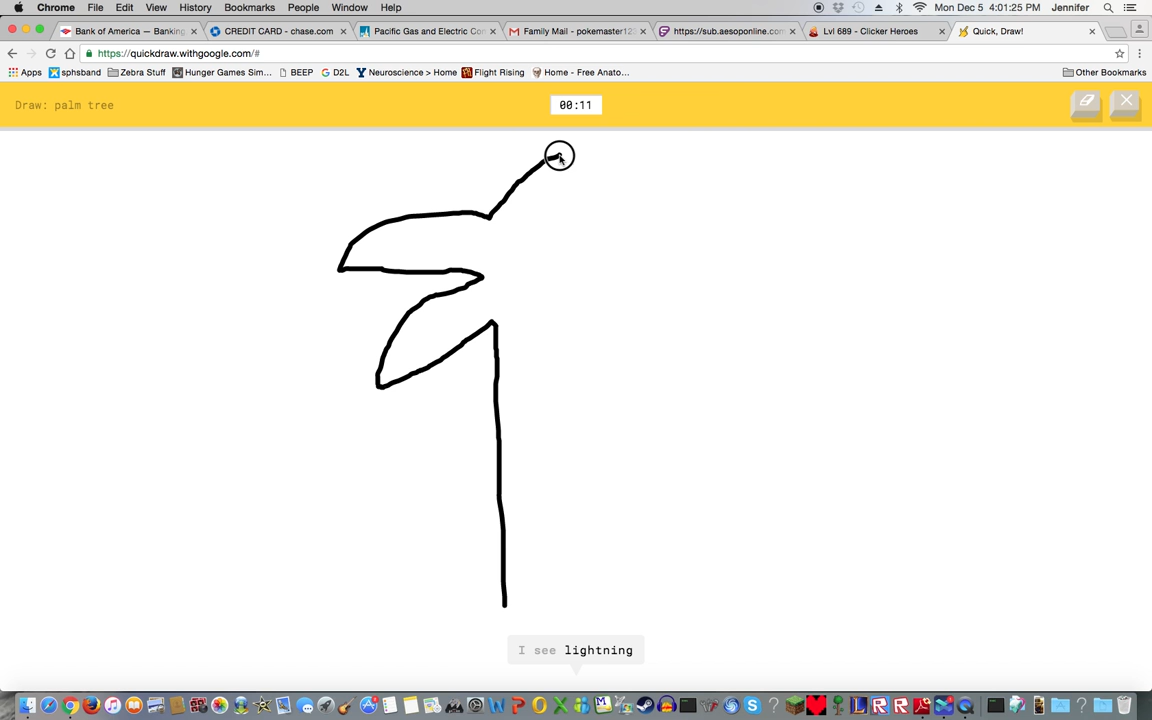 Chrome File Edit View History Bookmarks People Window Help Mon Dec 5 4:01:25 PM Jennifer
Bank of America — Banking CREDIT CARD - chase.com Pacific Gas and Electric Co Family Mail - pokemaster12 https://sub.aesoponline.com Lvl 689 - Clicker Heroes Quick, Draw!
https://quickdraw.withgoogle.com/#
Apps sphsband Zebra Stuff Hunger Games Sim... BEEP D2L Neuroscience > Home Flight Rising Home - Free Anato... Other Bookmarks
Draw: palm tree 00:11
I see lightning